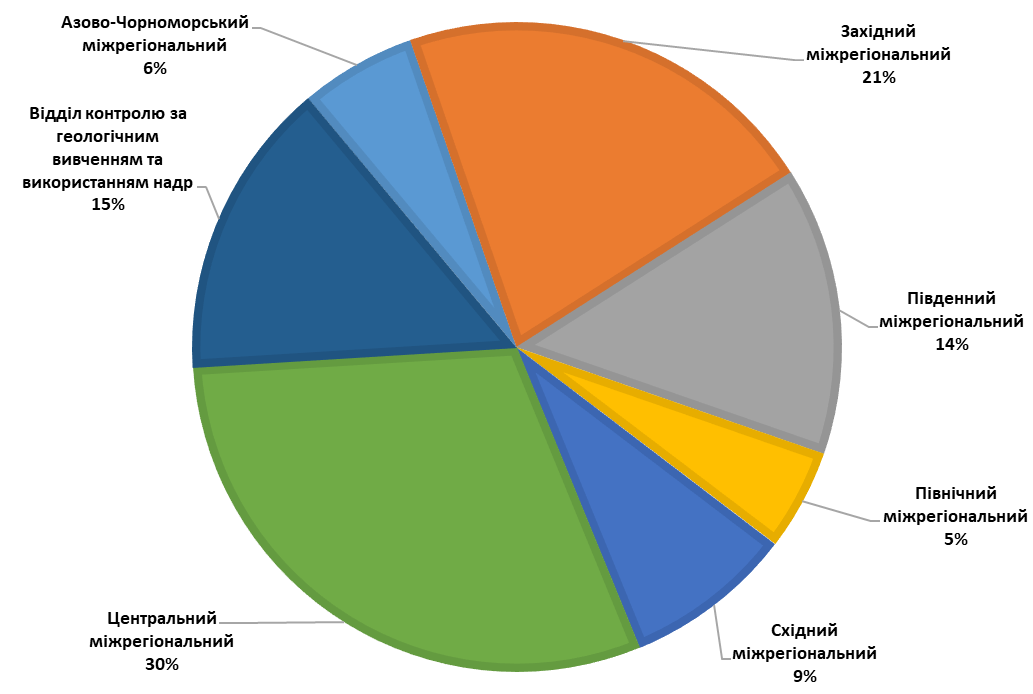 Азово-Чорноморський
міжрегіональний
6%
Західний
міжрегіональний
21%
Відділ контролю за
геологічним
вивченням та
використанням надр
15%
Південний
міжрегіональний
14%
Північний
міжрегіональний
5%
Центральний
міжрегіональний
30%
Східний
міжрегіональний
9%